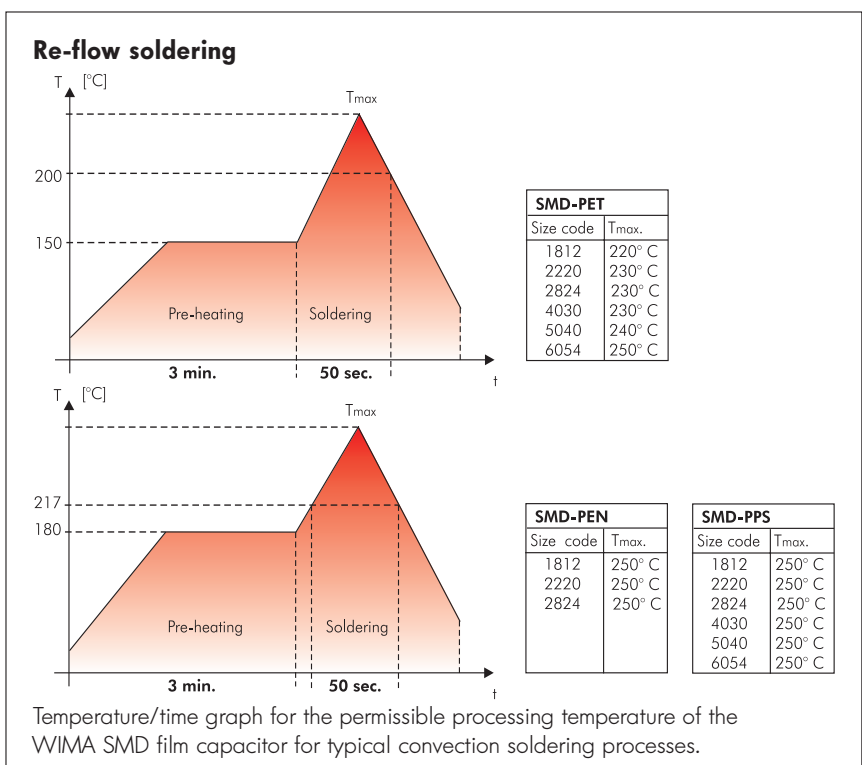 Re-flow soldering
T [°C]
Tmax
200
150
Pre-heating Soldering
3 min. 50 sec. t
SMD-PET
Size code Tmax.
1812 220° C
2220 230° C
2824 230° C
4030 230° C
5040 240° C
6054 250° C
T [°C]
Tmax
217
180
Pre-heating Soldering
3 min. 50 sec. t
SMD-PEN
Size code Tmax.
1812 250° C
2220 250° C
2824 250° C
SMD-PPS
Size code Tmax.
1812 250° C
2220 250° C
2824 250° C
4030 250° C
5040 250° C
6054 250° C
Temperature/time graph for the permissible processing temperature of the
WIMA SMD film capacitor for typical convection soldering processes.